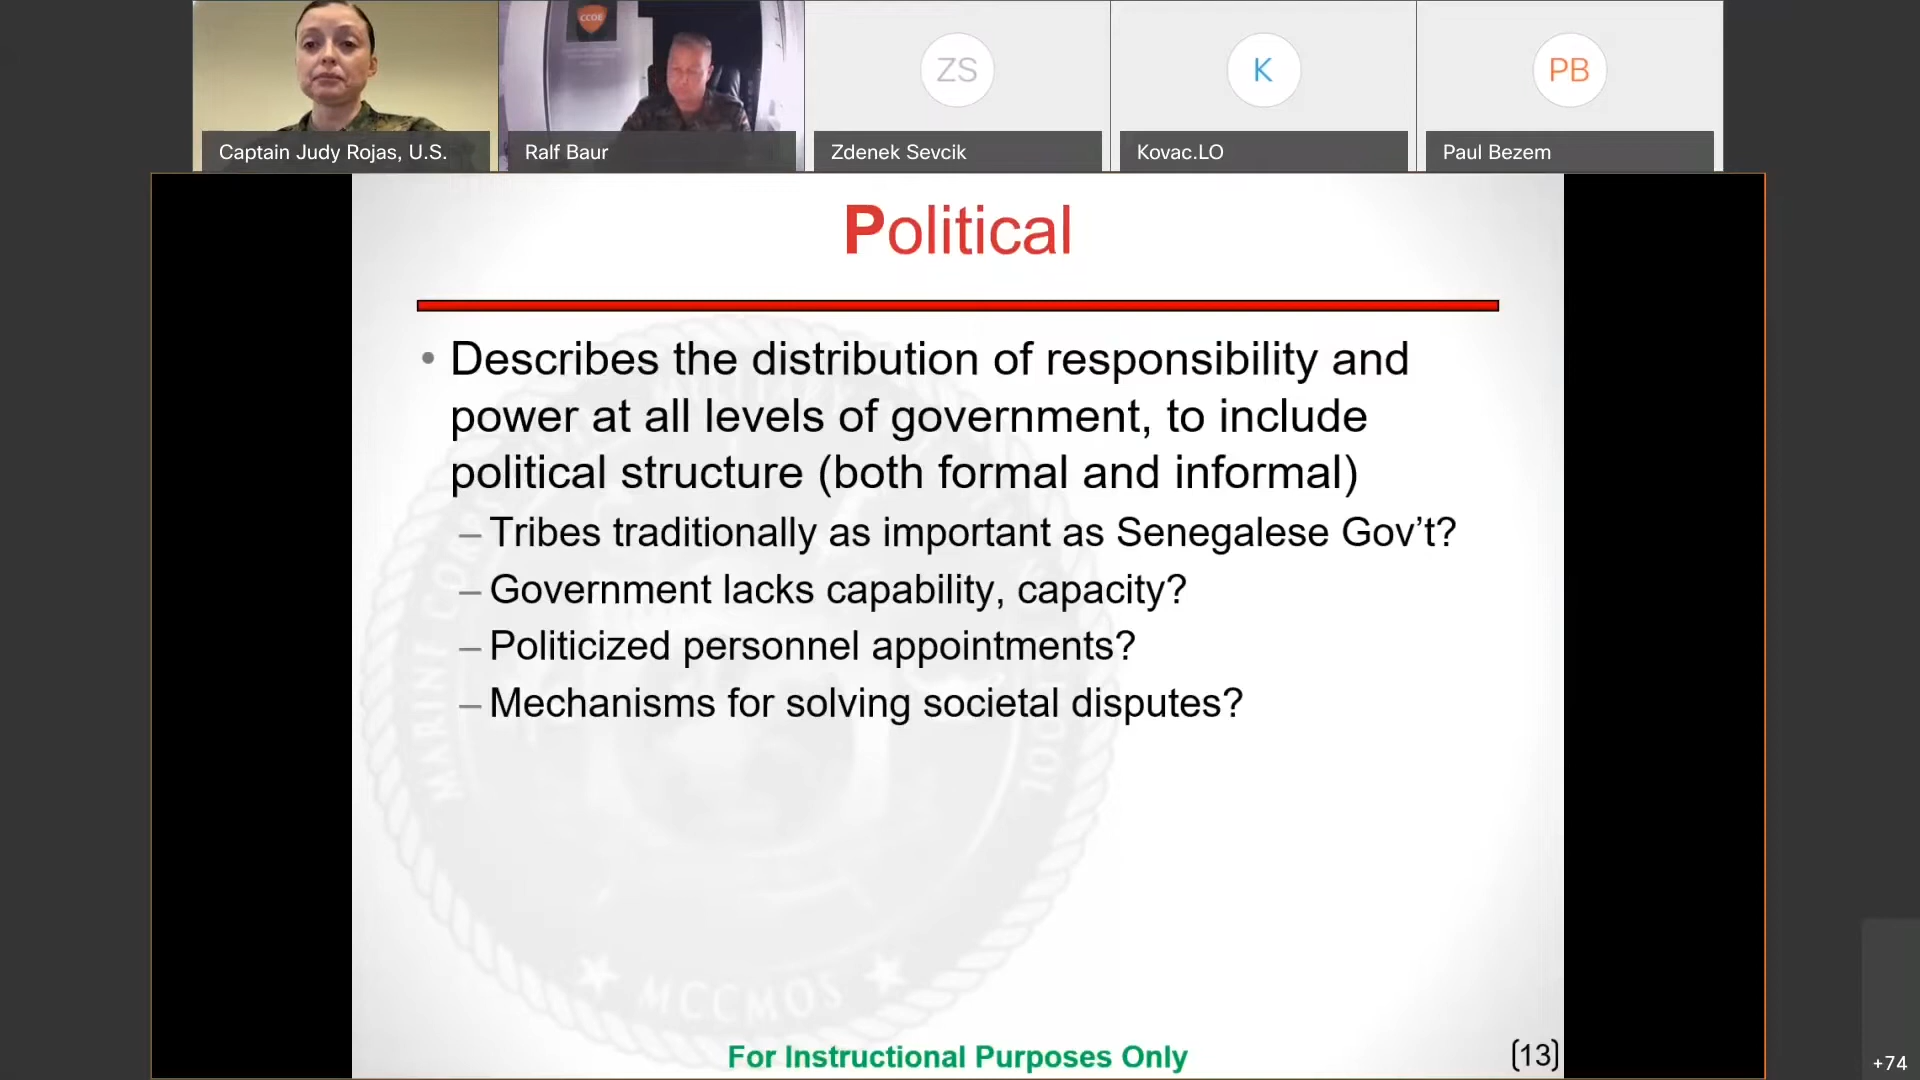 CCOE
ZS
K
PB
Captain Judy Rojas, U.S.
Ralf Baur
Zdenek Sevcik
Kovac.LO
Paul Bezem
Political
• Describes the distribution of responsibility and
power at all levels of government, to include
political structure (both formal and informal)
– Tribes traditionally as important as Senegalese Gov't?
– Government lacks capability, capacity?
– Politicized personnel appointments?
– Mechanisms for solving societal disputes?
MCCMOS
For Instructional Purposes Only
[13]
+74